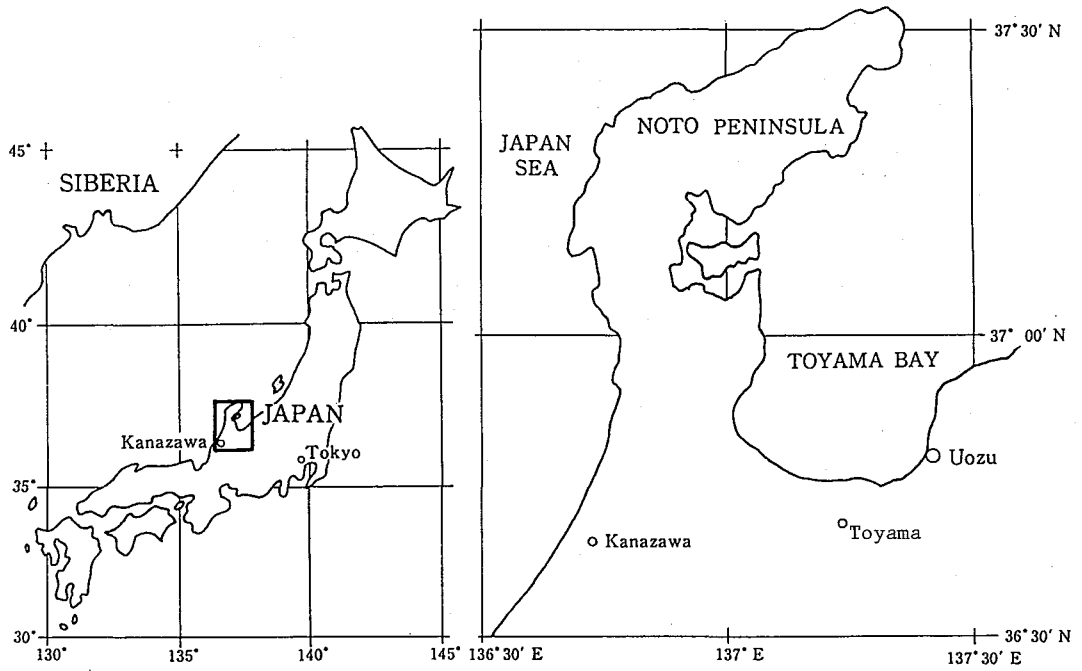 45°
SIBERIA
40°
JAPAN
Kanazawa
Tokyo
35°
30°
130°
135°
140°
145°
37°30′ N
JAPAN
SEA
NOTO PENINSULA
37° 00′ N
TOYAMA BAY
Uozu
Toyama
Kanazawa
36°30′ N
136°30′ E
137° E
137°30′ E